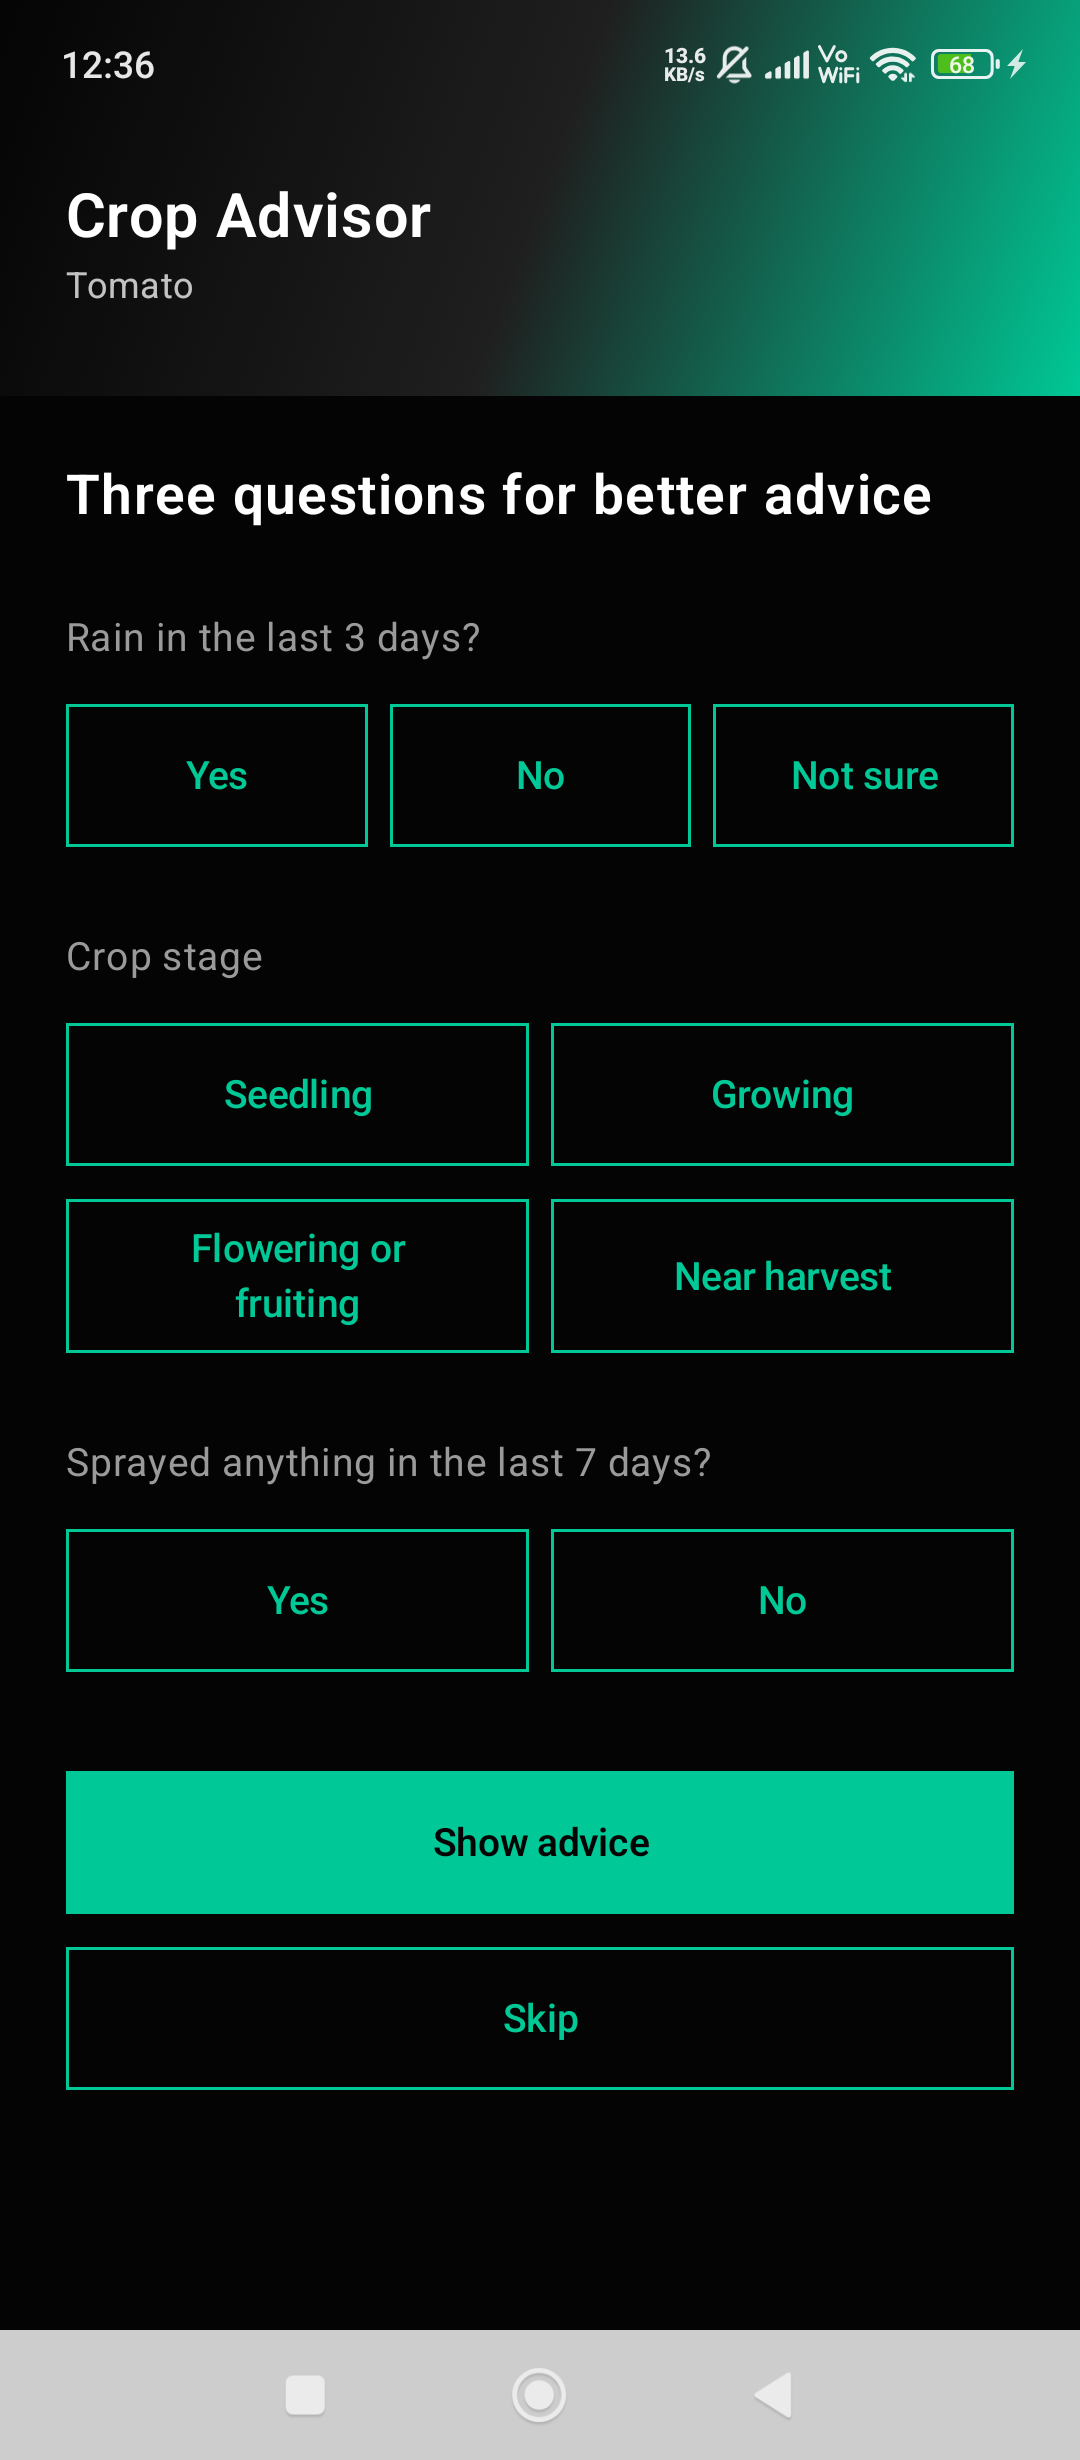 12:36
13.6
KB/s
Vo
WiFi
68
Crop Advisor
Tomato
Three questions for better advice
Rain in the last 3 days?
Yes
No
Not sure
Crop stage
Seedling
Growing
Flowering or
fruiting
Near harvest
Sprayed anything in the last 7 days?
Yes
No
Show advice
Skip